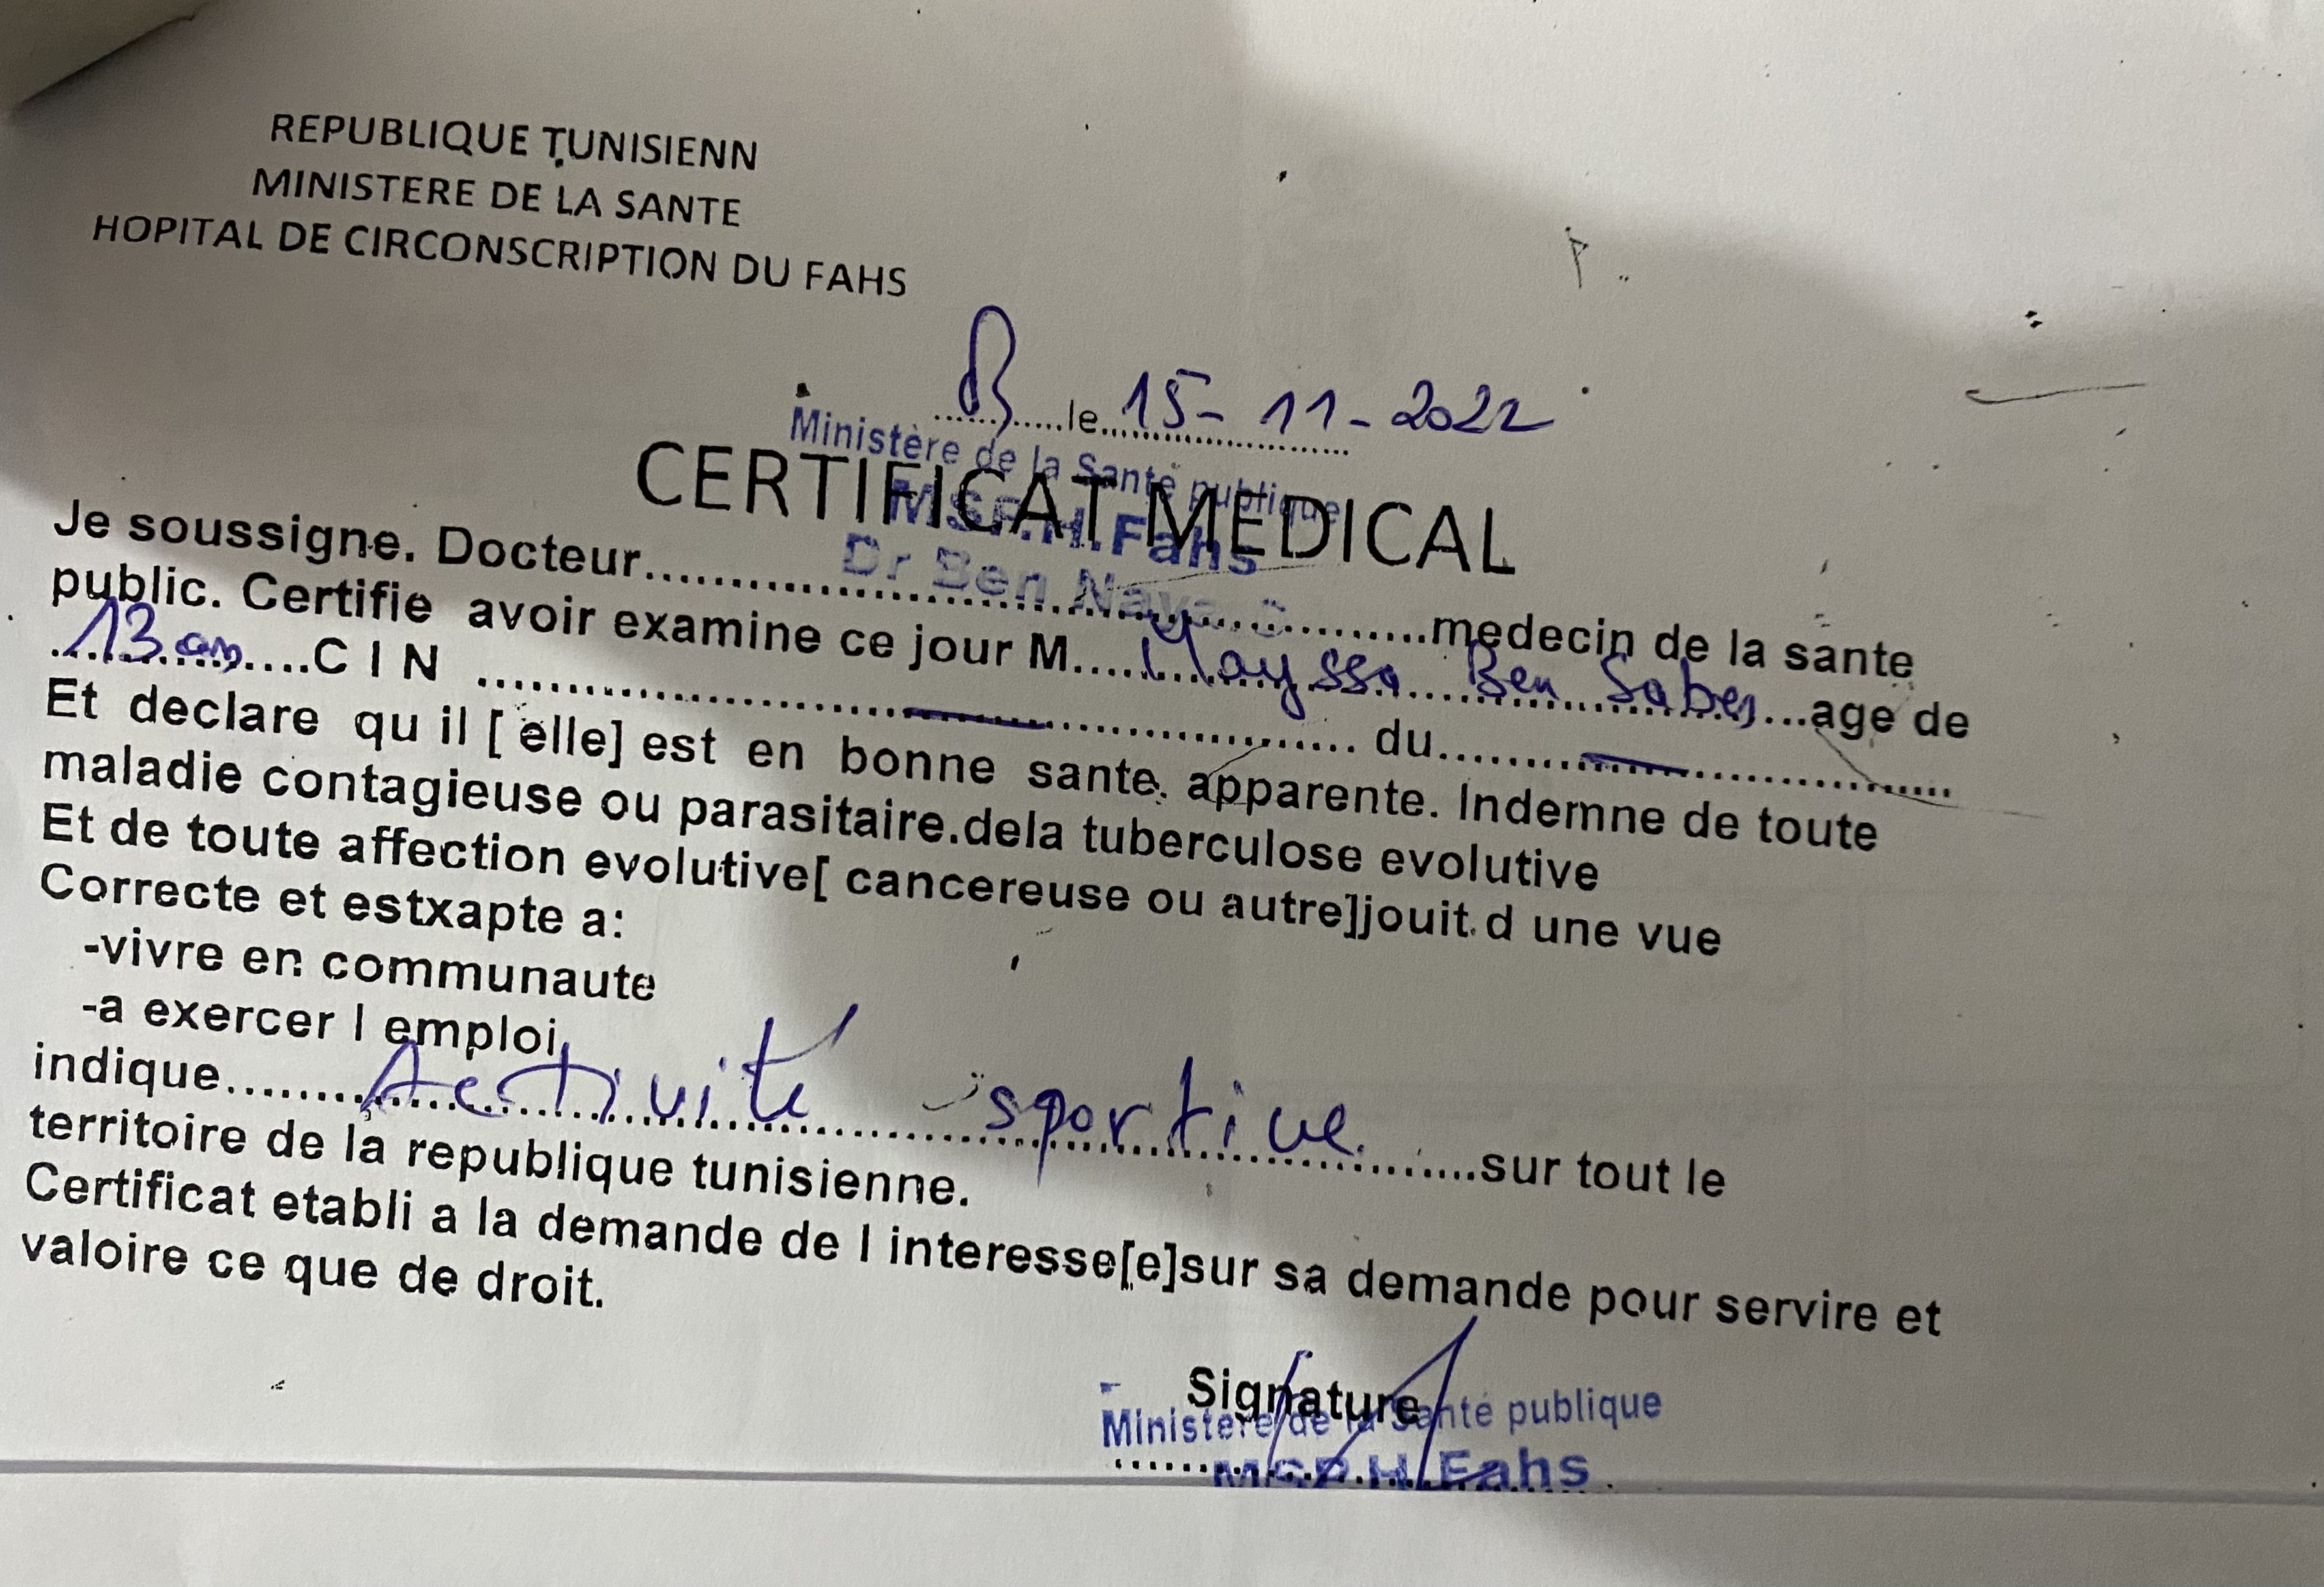 REPUBLIQUE TUNISIENN
MINISTERE DE LA SANTE
HOPITAL DE CIRCONSCRIPTION DU FAHS
le 15-11-2022
Ministère de la Santé publique
CERTIFICAT MEDICAL
M.S.P.H.Fahs
Dr Ben
Je soussigne. Docteur..............................medecin de la sante
public. Certifie avoir examine ce jour M....Mayssa Ben Saber...age de
13 ans....C I N .............................. du..............................
Et declare qu il [ elle] est en bonne sante. apparente. Indemne de toute
maladie contagieuse ou parasitaire.dela tuberculose evolutive
Et de toute affection evolutive[ cancereuse ou autre]jouit.d une vue
Correcte et estxapte a:
-vivre en communaute
-a exercer l emploi
indique.......Activité sportive.......sur tout le
territoire de la republique tunisienne.
Certificat etabli a la demande de l interesse[e]sur sa demande pour servire et
valoire ce que de droit.
Signature
Ministère de la Santé publique
M.S.P.H.Fahs